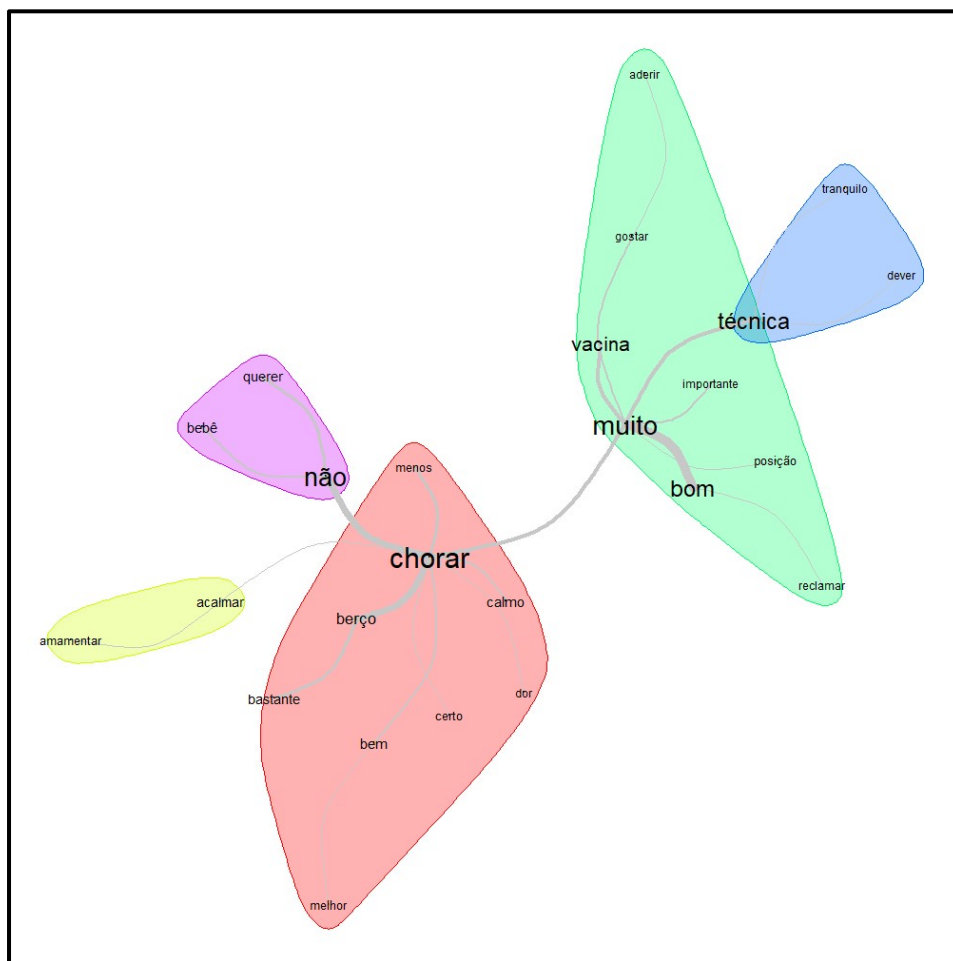 aderir
tranquilo
gostar
dever
técnica
vacina
querer
importante
bebê
muito
posição
menos
não
bom
chorar
reclamar
acalmar
calmo
berço
amamentar
dor
bastante
certo
bem
melhor